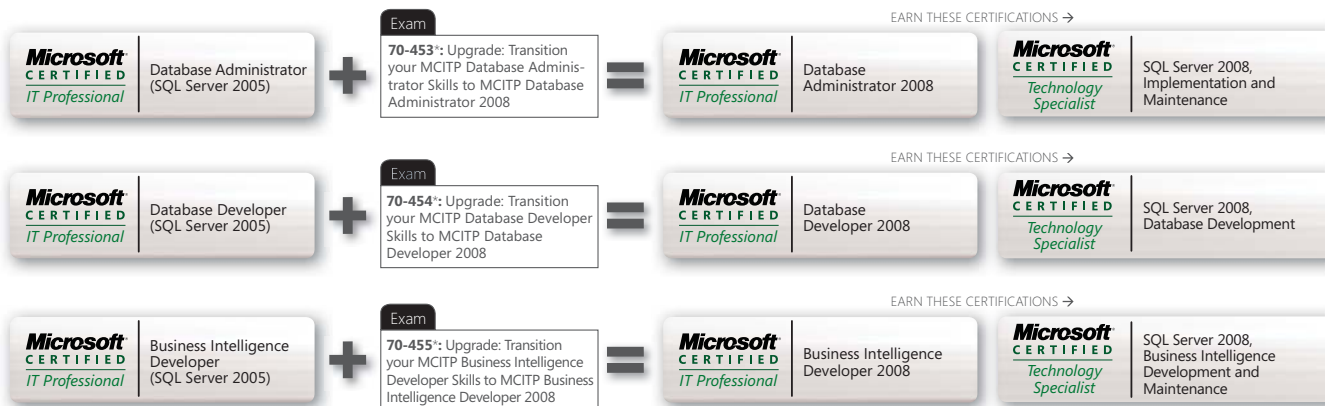 EARN THESE CERTIFICATIONS →
Microsoft
CERTIFIED
IT Professional
Database Administrator
(SQL Server 2005)
Exam
70-453*: Upgrade: Transition
your MCITP Database Adminis-
trator Skills to MCITP Database
Administrator 2008
Microsoft
CERTIFIED
IT Professional
Database
Administrator 2008
Microsoft
CERTIFIED
Technology
Specialist
SQL Server 2008,
Implementation and
Maintenance
EARN THESE CERTIFICATIONS →
Microsoft
CERTIFIED
IT Professional
Database Developer
(SQL Server 2005)
Exam
70-454*: Upgrade: Transition
your MCITP Database Developer
Skills to MCITP Database
Developer 2008
Microsoft
CERTIFIED
IT Professional
Database
Developer 2008
Microsoft
CERTIFIED
Technology
Specialist
SQL Server 2008,
Database Development
EARN THESE CERTIFICATIONS →
Microsoft
CERTIFIED
IT Professional
Business Intelligence
Developer
(SQL Server 2005)
Exam
70-455*: Upgrade: Transition
your MCITP Business Intelligence
Developer Skills to MCITP Business
Intelligence Developer 2008
Microsoft
CERTIFIED
IT Professional
Business Intelligence
Developer 2008
Microsoft
CERTIFIED
Technology
Specialist
SQL Server 2008,
Business Intelligence
Development and
Maintenance